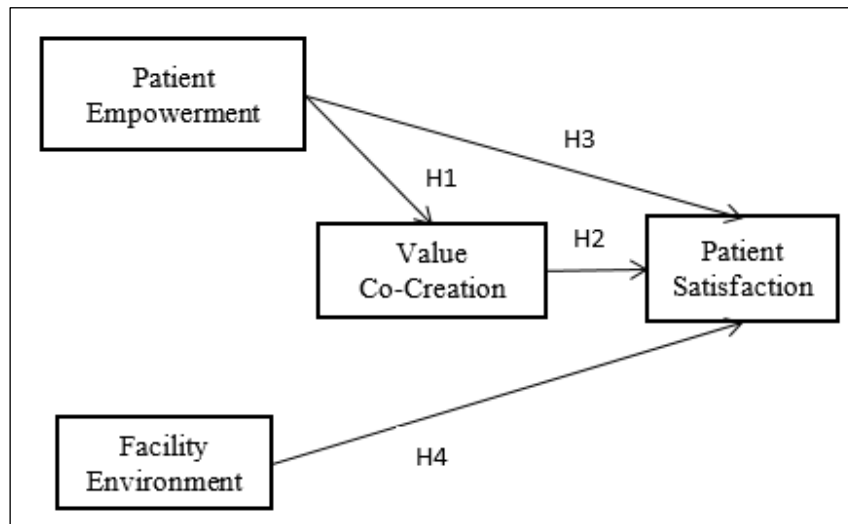 Patient
Empowerment
H3
H1
Value
Co-Creation
H2
Patient
Satisfaction
Facility
Environment
H4